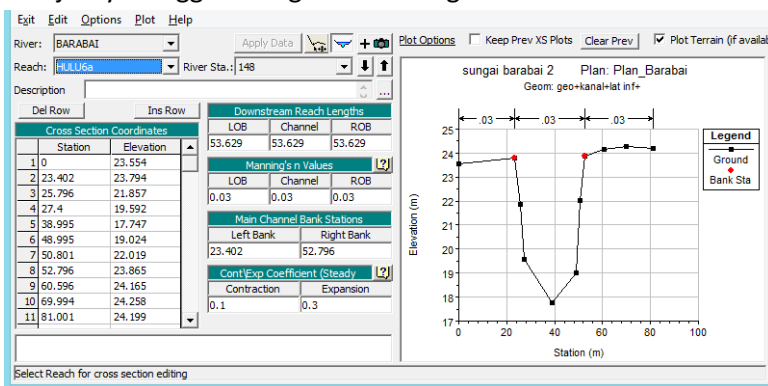 Exit Edit Options Plot Help
River: BARABAI Apply Data Plot Options Keep Prev XS Plots Clear Prev Plot Terrain (if availab
Reach: HULU6a River Sta.: 148
Description ...
Del Row Ins Row
Cross Section Coordinates
Station Elevation
1 0 23.554
2 23.402 23.794
3 25.796 21.857
4 27.4 19.592
5 38.995 17.747
6 48.995 19.024
7 50.801 22.019
8 52.796 23.865
9 60.596 24.165
10 69.994 24.258
11 81.001 24.199
Downstream Reach Lengths
LOB Channel ROB
53.629 53.629 53.629
Manning's n Values
LOB Channel ROB
0.03 0.03 0.03
Main Channel Bank Stations
Left Bank Right Bank
23.402 52.796
Cont\Exp Coefficient (Steady
Contraction Expansion
0.1 0.3
sungai barabai 2 Plan: Plan_Barabai
Geom: geo+kanal+lat inf+
.03 .03 .03
Elevation (m)
25
24
23
22
21
20
19
18
17
0 20 40 60 80 100
Station (m)
Legend
Ground
Bank Sta
Select Reach for cross section editing